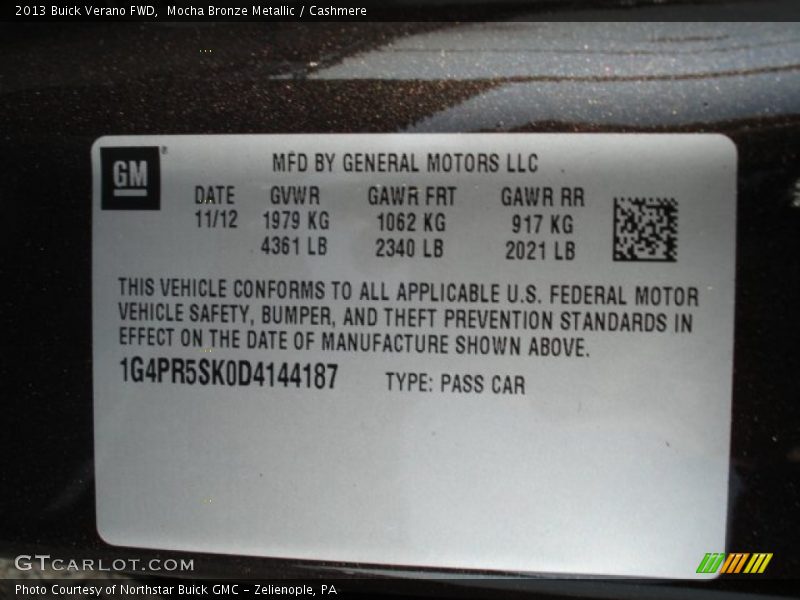 2013 Buick Verano FWD,  Mocha Bronze Metallic / Cashmere
GM®
MFD BY GENERAL MOTORS LLC
DATE GVWR GAWR FRT GAWR RR
11/12 1979 KG 1062 KG 917 KG
4361 LB 2340 LB 2021 LB
THIS VEHICLE CONFORMS TO ALL APPLICABLE U.S. FEDERAL MOTOR
VEHICLE SAFETY, BUMPER, AND THEFT PREVENTION STANDARDS IN
EFFECT ON THE DATE OF MANUFACTURE SHOWN ABOVE.
1G4PR5SK0D4144187 TYPE: PASS CAR
GTCARLOT.COM
Photo Courtesy of Northstar Buick GMC - Zelienople, PA